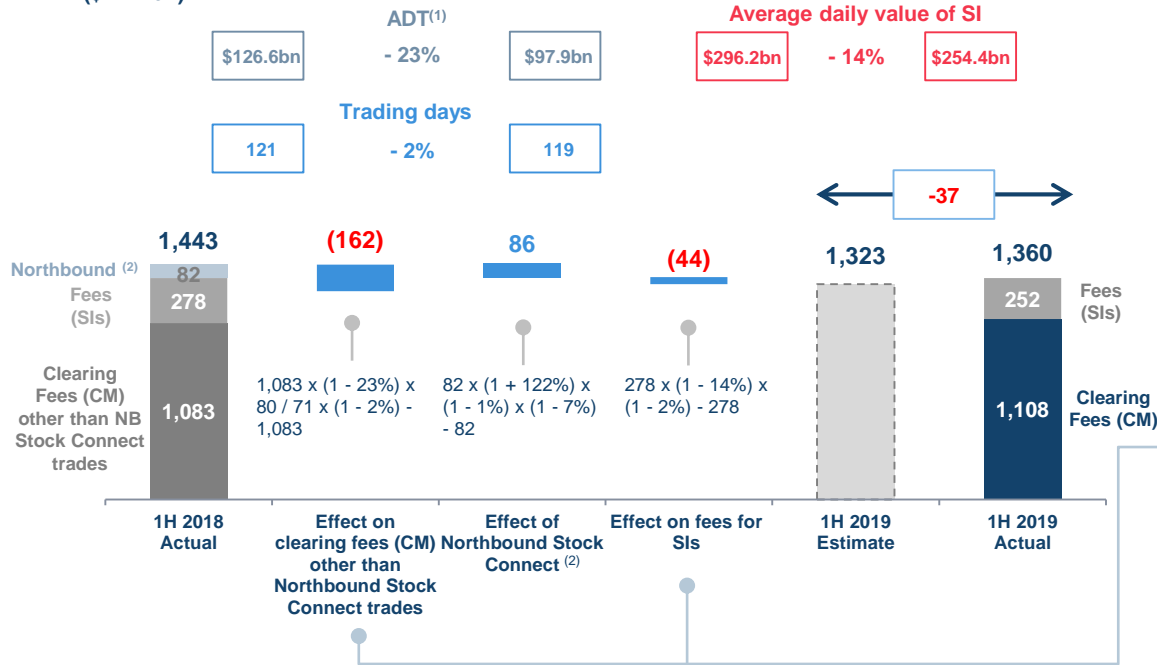 ADT(1)
$126.6bn
- 23%
$97.9bn
Average daily value of SI
$296.2bn
- 14%
$254.4bn
Trading days
121
- 2%
119
-37
1,443
(162)
86
(44)
1,323
1,360
Northbound (2)
82
Fees
(SIs)
278
252
Fees
(SIs)
Clearing
Fees (CM)
other than NB
Stock Connect
trades
1,083
1,083 x (1 - 23%) x
80 / 71 x (1 - 2%) -
1,083
82 x (1 + 122%) x
(1 - 1%) x (1 - 7%)
- 82
278 x (1 - 14%) x
(1 - 2%) - 278
1,108
Clearing
Fees (CM)
1H 2018
Actual
Effect on
clearing fees (CM)
other than
Northbound Stock
Connect trades
Effect of
Northbound Stock
Connect (2)
Effect on fees for
SIs
1H 2019
Estimate
1H 2019
Actual